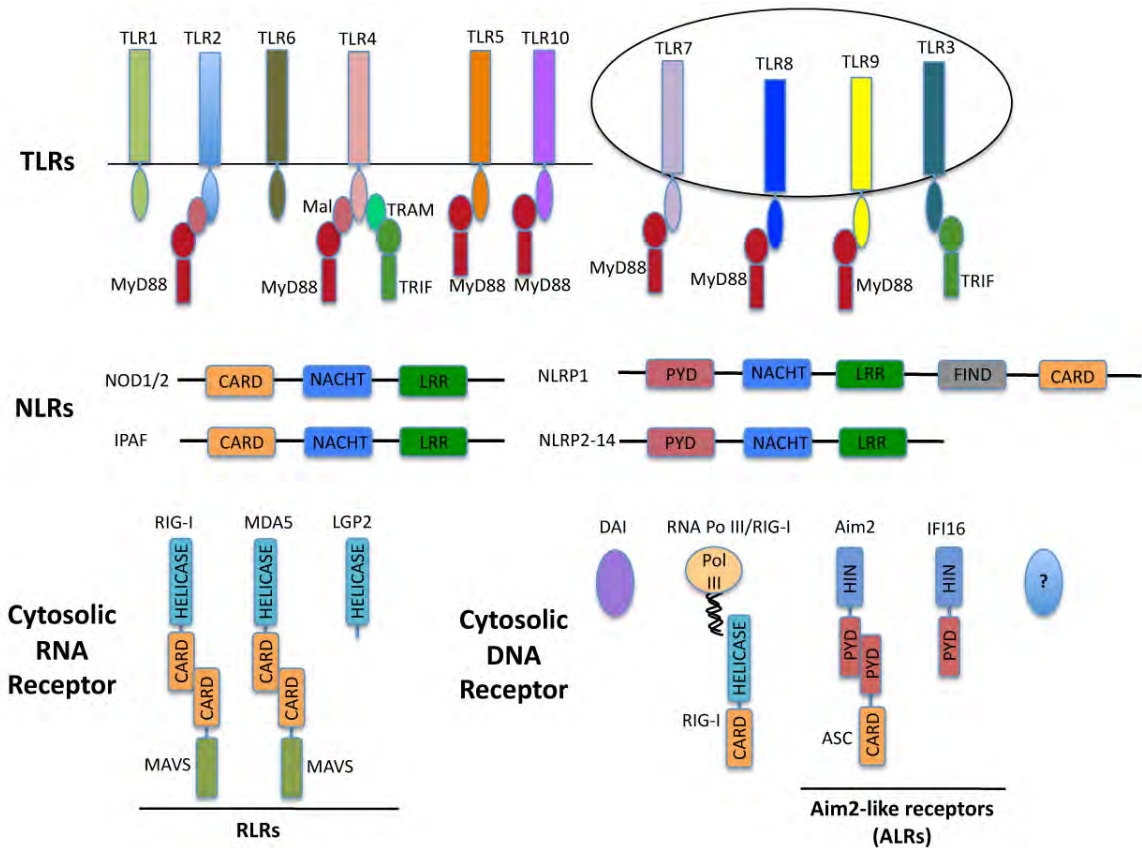 TLR1
TLR2
TLR6
TLR4
TLR5
TLR10
TLR7
TLR8
TLR9
TLR3
TLRs
Mal
TRAM
MyD88
MyD88
TRIF
MyD88
MyD88
MyD88
MyD88
MyD88
TRIF
NLRs
NOD1/2
CARD
NACHT
LRR
NLRP1
PYD
NACHT
LRR
FIND
CARD
IPAF
CARD
NACHT
LRR
NLRP2-14
PYD
NACHT
LRR
Cytosolic
RNA
Receptor
RIG-I
MDA5
LGP2
HELICASE
HELICASE
HELICASE
CARD
CARD
CARD
CARD
MAVS
MAVS
RLRs
Cytosolic
DNA
Receptor
DAI
RNA Po III/RIG-I
Aim2
IFI16
Pol
III
HELICASE
RIG-I
CARD
HIN
PYD
PYD
ASC
CARD
HIN
PYD
?
Aim2-like receptors
(ALRs)